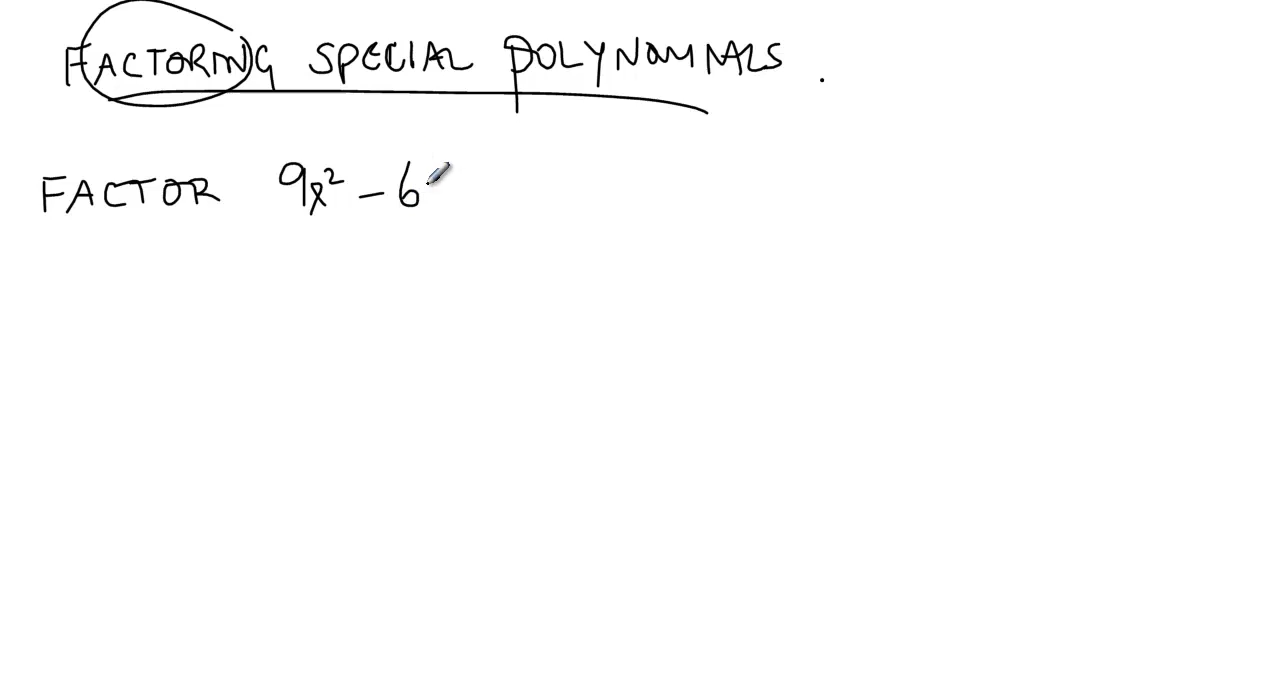 FACTORING SPECIAL POLYNOMIALS .
FACTOR 9x² - 6